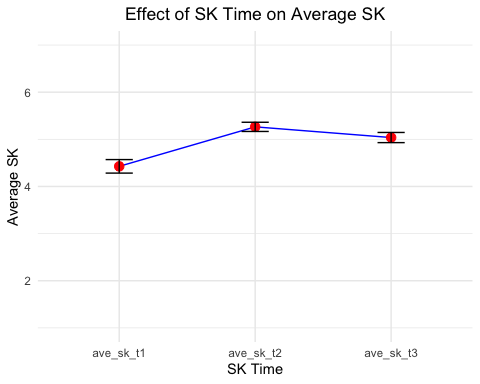 Effect of SK Time on Average SK
Average SK
6
4
2
ave_sk_t1
ave_sk_t2
ave_sk_t3
SK Time